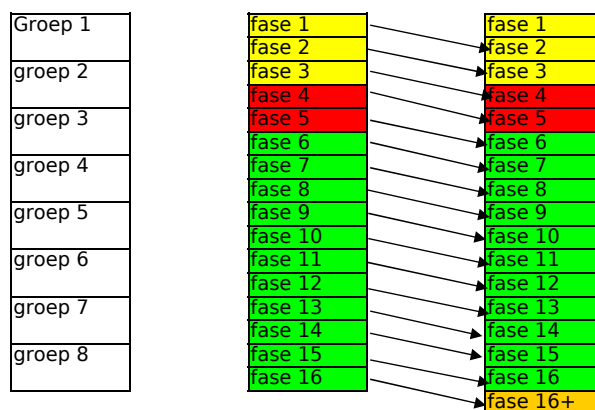 Groep 1
groep 2
groep 3
groep 4
groep 5
groep 6
groep 7
groep 8
fase 1
fase 2
fase 3
fase 4
fase 5
fase 6
fase 7
fase 8
fase 9
fase 10
fase 11
fase 12
fase 13
fase 14
fase 15
fase 16
fase 1
fase 2
fase 3
fase 4
fase 5
fase 6
fase 7
fase 8
fase 9
fase 10
fase 11
fase 12
fase 13
fase 14
fase 15
fase 16
fase 16+